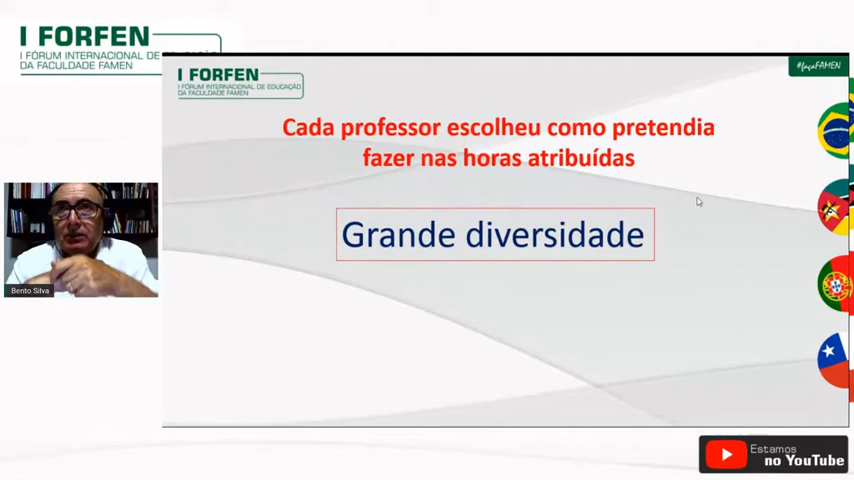 I FORFEN
I FÓRUM INTERNACIONAL DE EDUCAÇÃO
DA FACULDADE FAMEN
I FORFEN
I FÓRUM INTERNACIONAL DE EDUCAÇÃO
DA FACULDADE FAMEN
#façaFAMEN
Cada professor escolheu como pretendia
fazer nas horas atribuídas
Grande diversidade
Bento Silva
Estamos
no YouTube